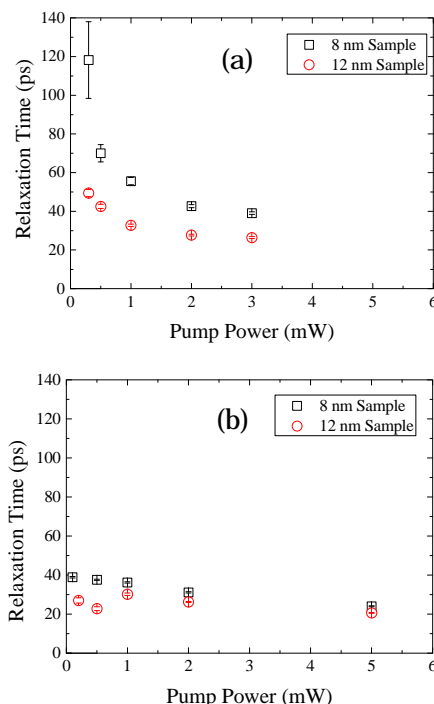 140
120
100
80
60
40
20
0
Relaxation Time (ps)
(a)
8 nm Sample
12 nm Sample
0 1 2 3 4 5 6
Pump Power (mW)
140
120
100
80
60
40
20
0
Relaxation Time (ps)
(b)
8 nm Sample
12 nm Sample
0 1 2 3 4 5 6
Pump Power (mW)